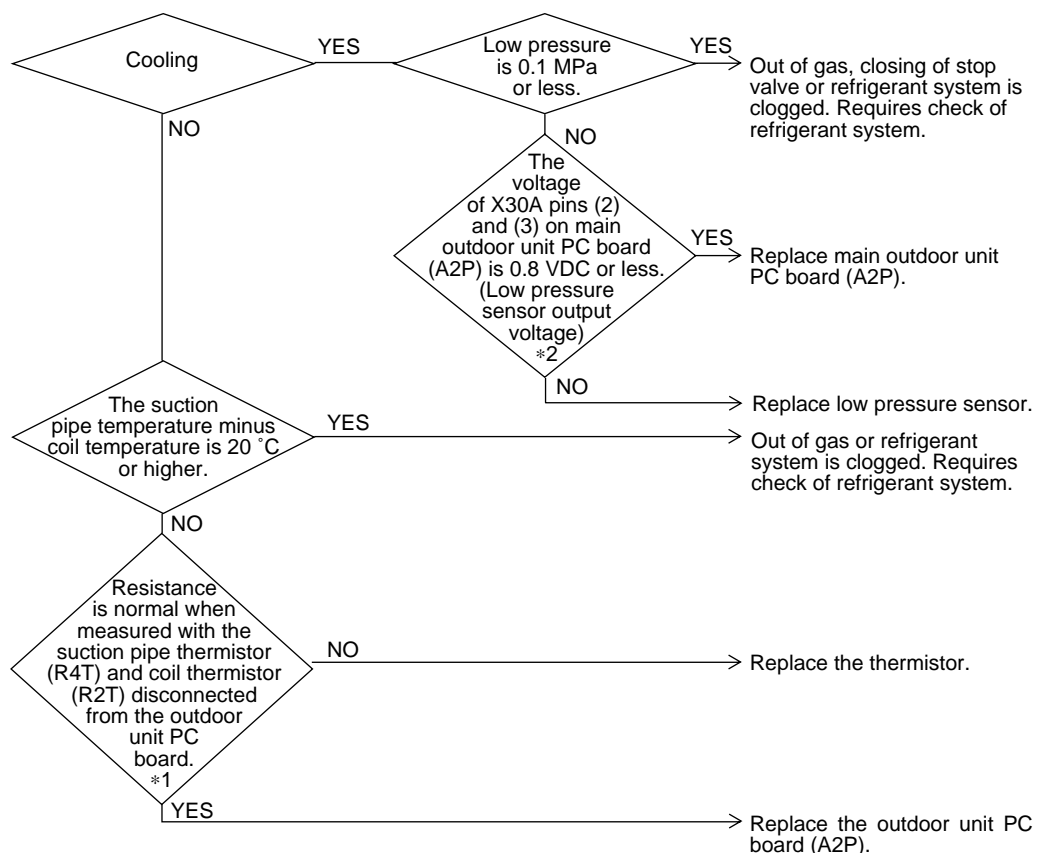 Cooling
YES
Low pressure
is 0.1 MPa
or less.
YES
Out of gas, closing of stop
valve or refrigerant system is
clogged. Requires check of
refrigerant system.
NO
NO
The
voltage
of X30A pins (2)
and (3) on main
outdoor unit PC board
(A2P) is 0.8 VDC or less.
(Low pressure
sensor output
voltage)
*2
YES
Replace main outdoor unit
PC board (A2P).
NO
Replace low pressure sensor.
The suction
pipe temperature minus
coil temperature is 20 ˚C
or higher.
YES
Out of gas or refrigerant
system is clogged. Requires
check of refrigerant system.
NO
Resistance
is normal when
measured with the
suction pipe thermistor
(R4T) and coil thermistor
(R2T) disconnected
from the outdoor
unit PC
board.
*1
NO
Replace the thermistor.
YES
Replace the outdoor unit PC
board (A2P).